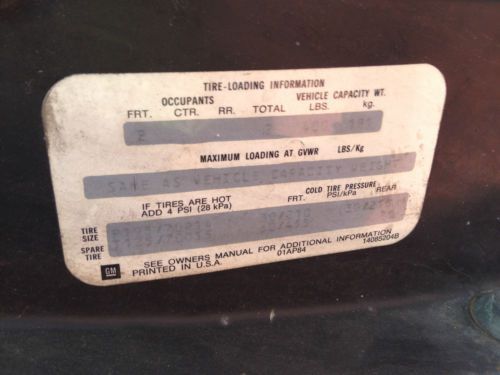 TIRE-LOADING INFORMATION
OCCUPANTS VEHICLE CAPACITY WT.
FRT. CTR. RR. TOTAL LBS. kg.
2 2
MAXIMUM LOADING AT GVWR LBS/Kg
SAME AS VEHICLE CAPACITY WEIGHT
COLD TIRE PRESSURE
IF TIRES ARE HOT FRT. PSI/kPa REAR
ADD 4 PSI (28 kPa)
TIRE
SIZE
SPARE
TIRE
SEE OWNERS MANUAL FOR ADDITIONAL INFORMATION
GM PRINTED IN U.S.A. 01AP84 14085204B